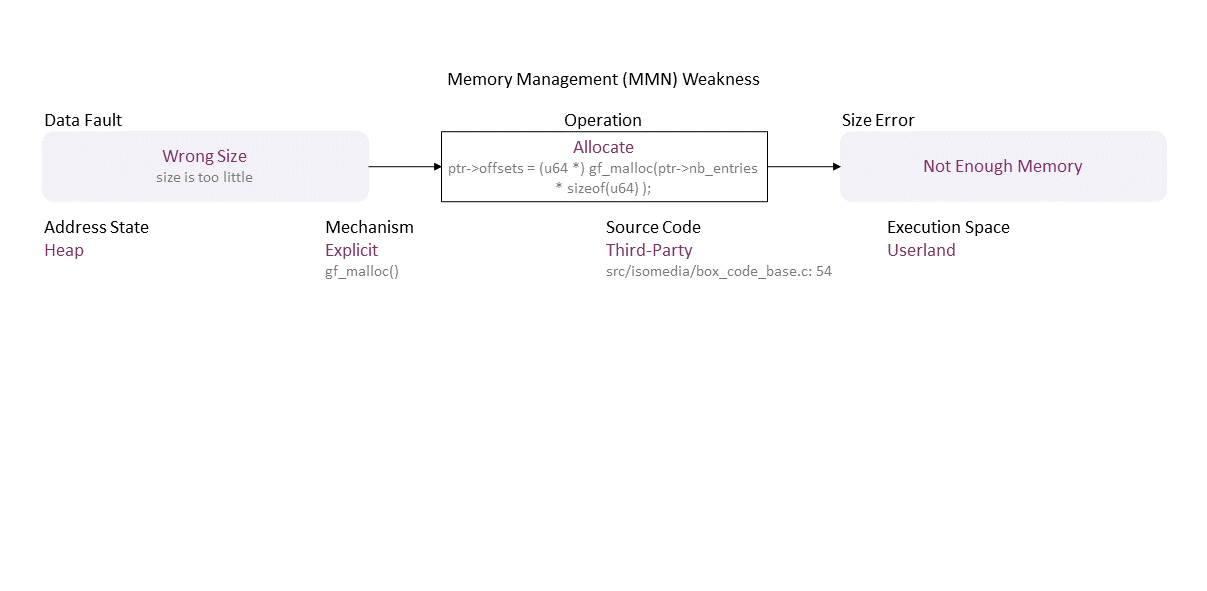 Memory Management (MMN) Weakness
Data Fault
Operation
Size Error
Wrong Size
size is too little
Allocate
ptr->offsets = (u64 *) gf_malloc(ptr->nb_entries
* sizeof(u64) );
Not Enough Memory
Address State
Heap
Mechanism
Explicit
gf_malloc()
Source Code
Third-Party
src/isomedia/box_code_base.c: 54
Execution Space
Userland